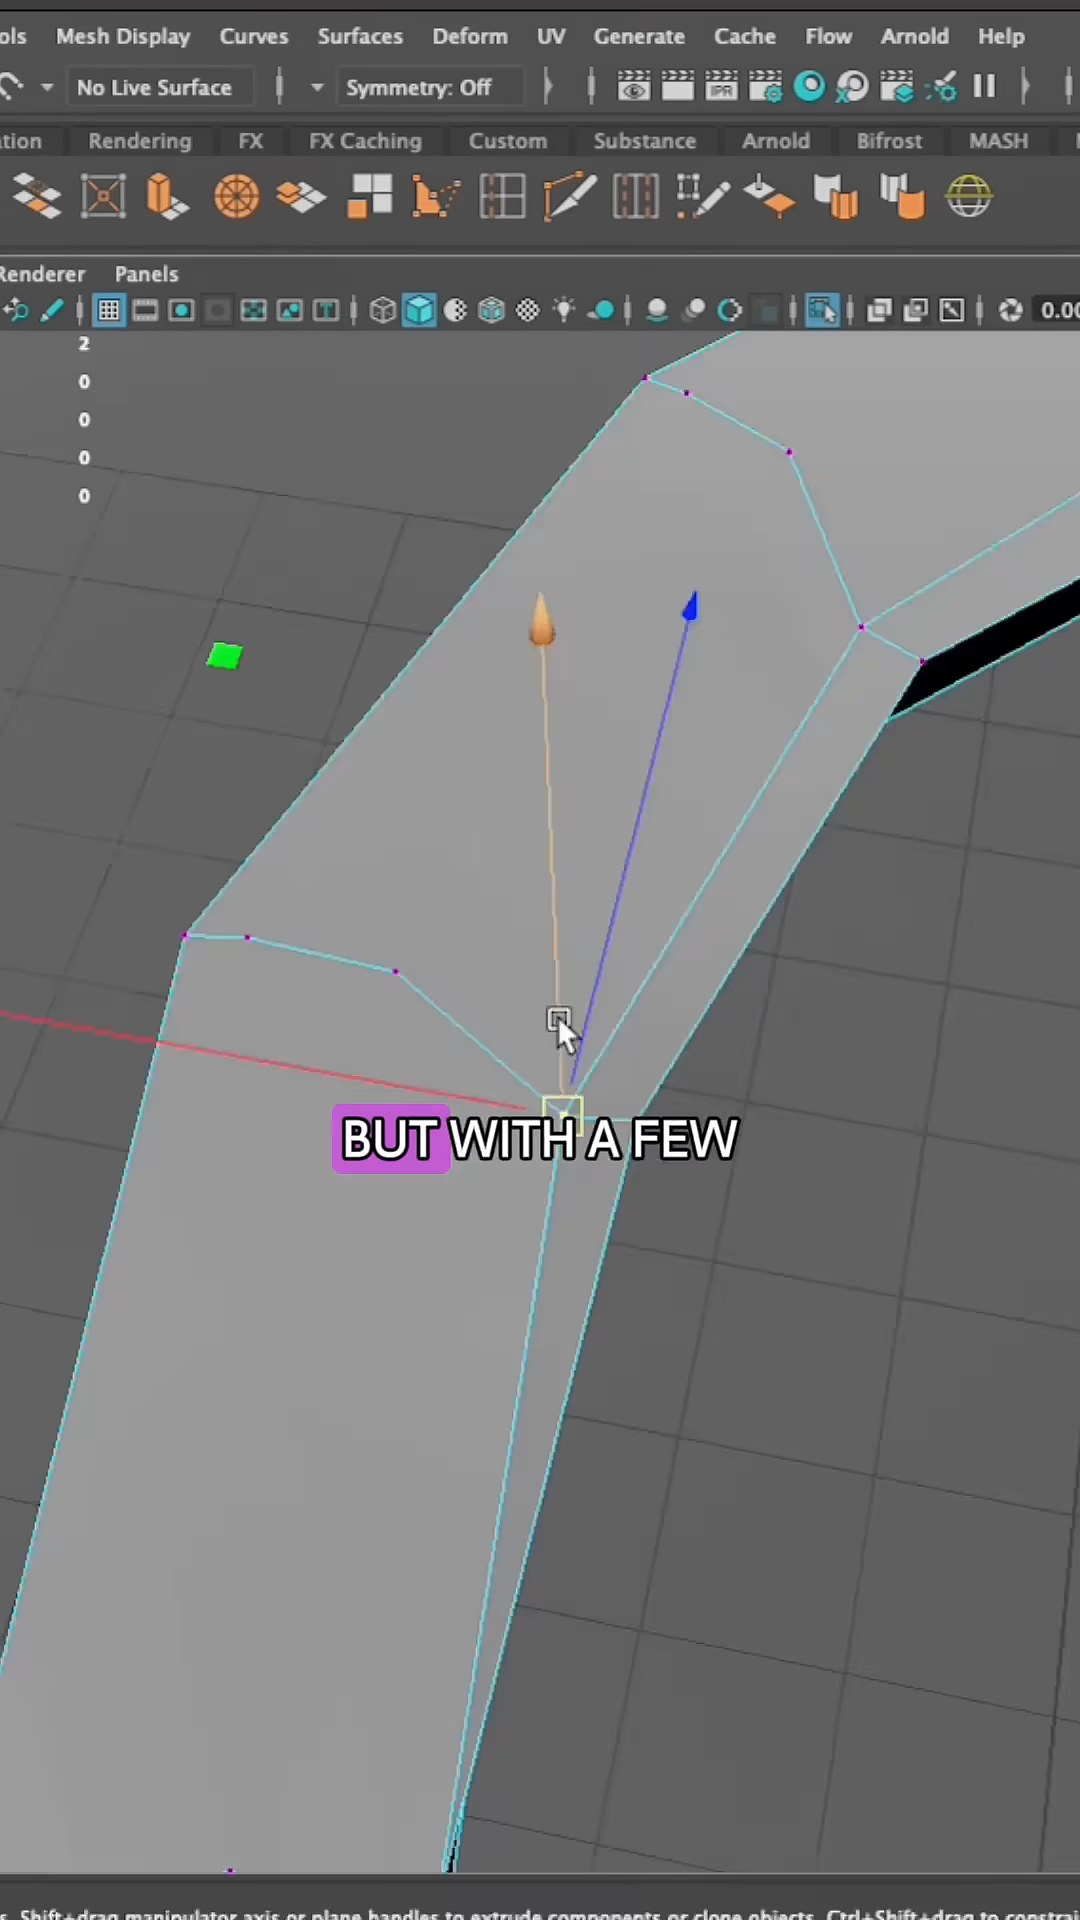 ols Mesh Display Curves Surfaces Deform UV Generate Cache Flow Arnold Help
No Live Surface Symmetry: Off
IPR
ation Rendering FX FX Caching Custom Substance Arnold Bifrost MASH
Renderer Panels
0.00
2
0
0
0
0
BUT WITH A FEW
s. Shift+drag manipulator axis or plane handles to extrude components or clone objects. Ctrl+Shift+drag to constrai